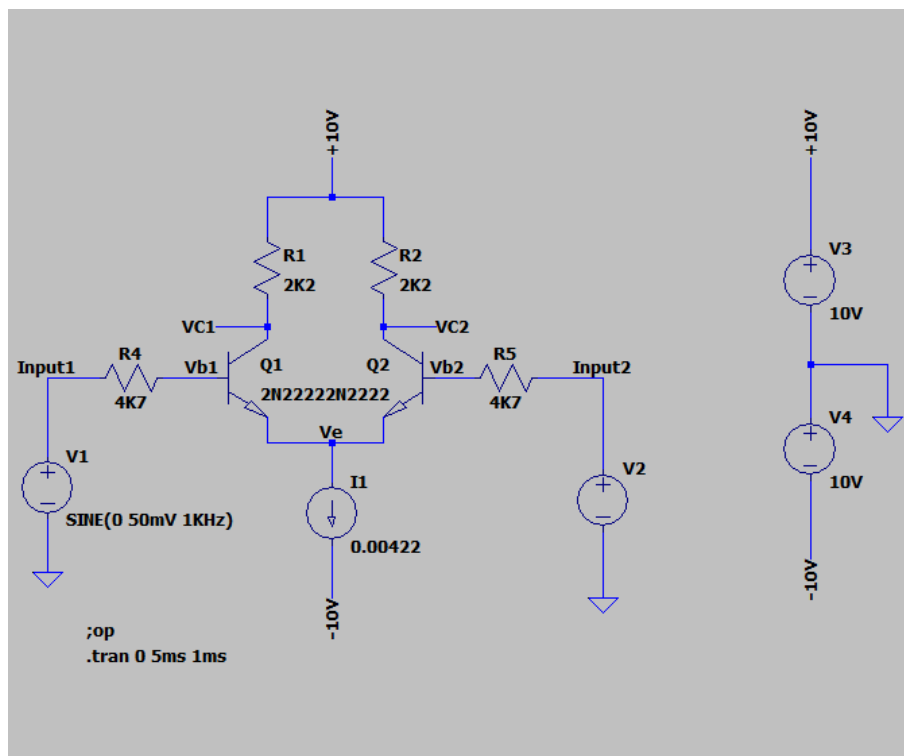 +10V
+10V
R1
2K2
R2
2K2
V3
10V
VC1
VC2
Input1
R4
4K7
Vb1
Q1
2N2222
Q2
2N2222
Vb2
R5
4K7
Input2
Ve
V4
10V
V1
SINE(0 50mV 1KHz)
I1
0.00422
V2
-10V
-10V
;op
.tran 0 5ms 1ms